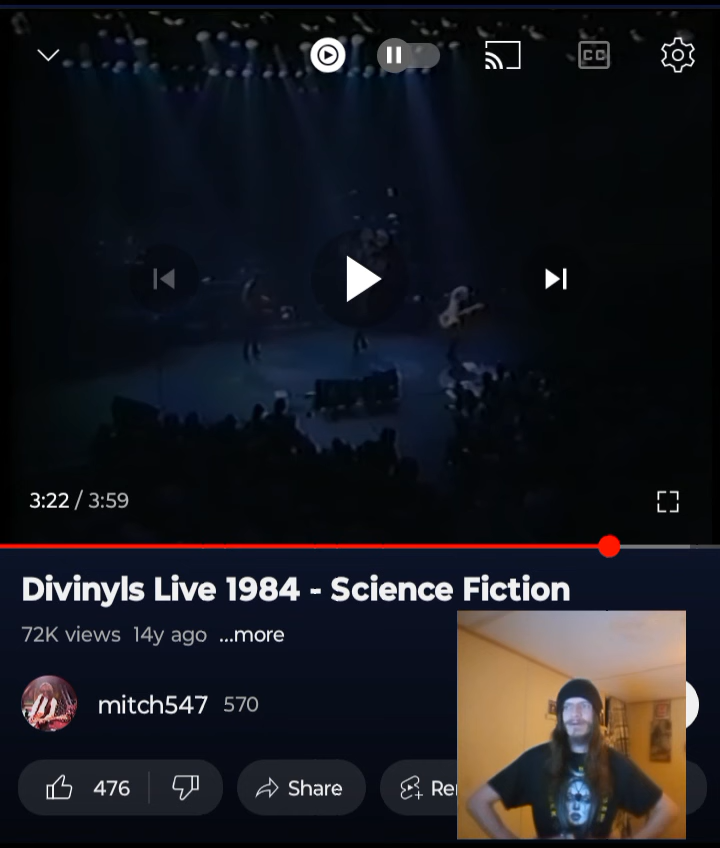 CC
3:22 / 3:59
Divinyls Live 1984 - Science Fiction
72K views 14y ago ...more
mitch547 570
476 Share Re